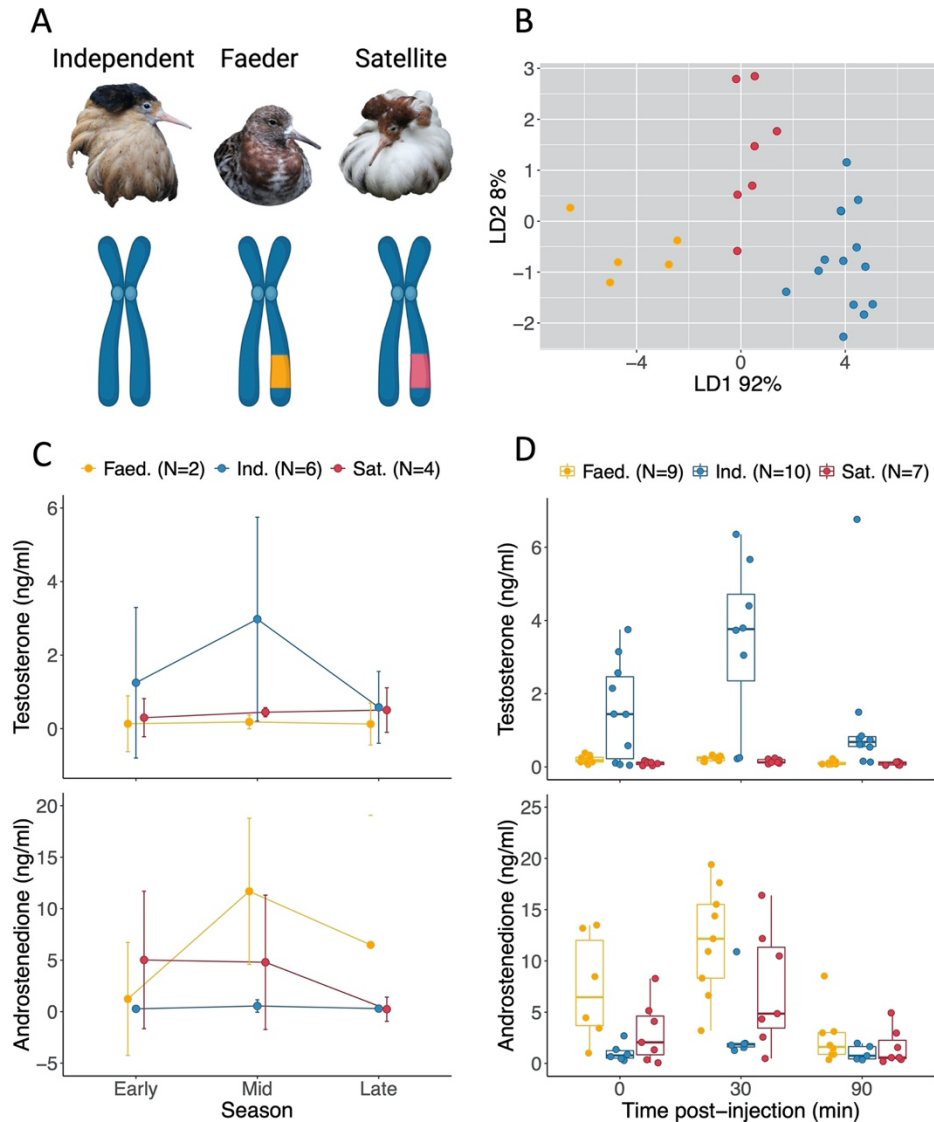 A
Independent Faeder Satellite
B
3
2
1
0
−1
−2
LD2 8%
−4 0 4
LD1 92%
C
Faed. (N=2) Ind. (N=6) Sat. (N=4)
6
4
2
0
Testosterone (ng/ml)
20
15
10
5
0
−5
Androstenedione (ng/ml)
Early Mid Late
Season
D
Faed. (N=9) Ind. (N=10) Sat. (N=7)
6
4
2
0
Testosterone (ng/ml)
25
20
15
10
5
0
Androstenedione (ng/ml)
0 30 90
Time post−injection (min)